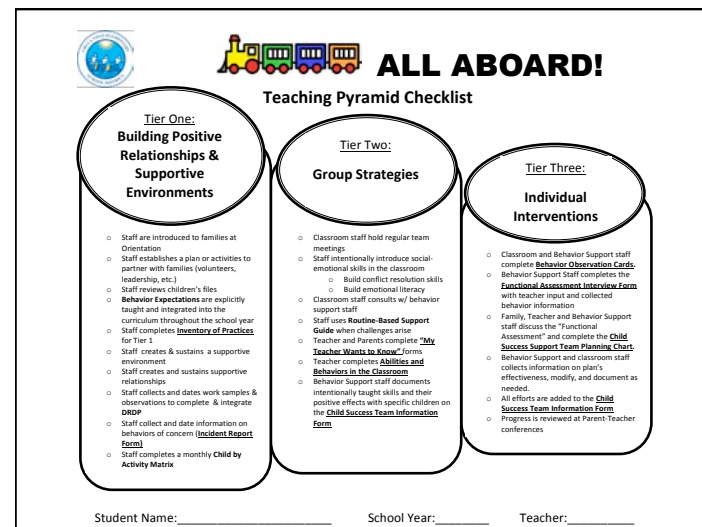 ALL ABOARD!
Teaching Pyramid Checklist
Tier One:
Building Positive
Relationships &
Supportive
Environments
o Staff are introduced to families at
Orientation
o Staff establishes a plan or activities to
partner with families (volunteers,
leadership, etc.)
o Staff reviews children's files
o Behavior Expectations are explicitly
taught and integrated into the
curriculum throughout the school year
o Staff completes Inventory of Practices
for Tier 1
o Staff creates & sustains a supportive
environment
o Staff creates and sustains supportive
relationships
o Staff collects and dates work samples &
observations to complete & integrate
DRDP
o Staff collect and date information on
behaviors of concern (Incident Report
Form)
o Staff completes a monthly Child by
Activity Matrix
Tier Two:
Group Strategies
o Classroom staff hold regular team
meetings
o Staff intentionally introduce social-
emotional skills in the classroom
o Build conflict resolution skills
o Build emotional literacy
o Classroom staff consults w/ behavior
support staff
o Staff uses Routine-Based Support
Guide when challenges arise
o Teacher and Parents complete "My
Teacher Wants to Know" forms
o Teacher completes Abilities and
Behaviors in the Classroom
o Behavior Support staff documents
intentionally taught skills and their
positive effects with specific children on
the Child Success Team Information
Form
Tier Three:
Individual
Interventions
o Classroom and Behavior Support staff
complete Behavior Observation Cards.
o Behavior Support Staff completes the
Functional Assessment Interview Form
with teacher input and collected
behavior information
o Family, Teacher and Behavior Support
staff discuss the "Functional
Assessment" and complete the Child
Success Support Team Planning Chart.
o Behavior Support and classroom staff
collects information on plan's
effectiveness, modify, and document as
needed.
o All efforts are added to the Child
Success Team Information Form
o Progress is reviewed at Parent-Teacher
conferences
Student Name:_______________________ School Year:________ Teacher:__________